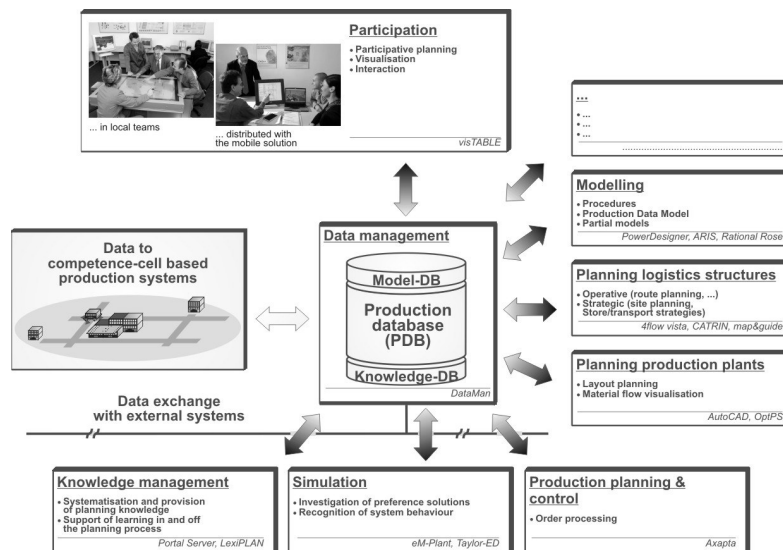 Participation
• Participative planning
• Visualisation
• Interaction
... in local teams
... distributed with
the mobile solution
visTABLE
...
• ...
• ...
• ...
Modelling
• Procedures
• Production Data Model
• Partial models
PowerDesigner, ARIS, Rational Rose
Data management
Model-DB
Production
database
(PDB)
Knowledge-DB
DataMan
Data to
competence-cell based
production systems
Planning logistics structures
• Operative (route planning, ...)
• Strategic (site planning,
Store/transport strategies)
4flow vista, CATRIN, map&guide
Planning production plants
• Layout planning
• Material flow visualisation
AutoCAD, OptPS
Data exchange
with external systems
Knowledge management
• Systematisation and provision
of planning knowledge
• Support of learning in and off
the planning process
Portal Server, LexiPLAN
Simulation
• Investigation of preference solutions
• Recognition of system behaviour
eM-Plant, Taylor-ED
Production planning &
control
• Order processing
Axapta